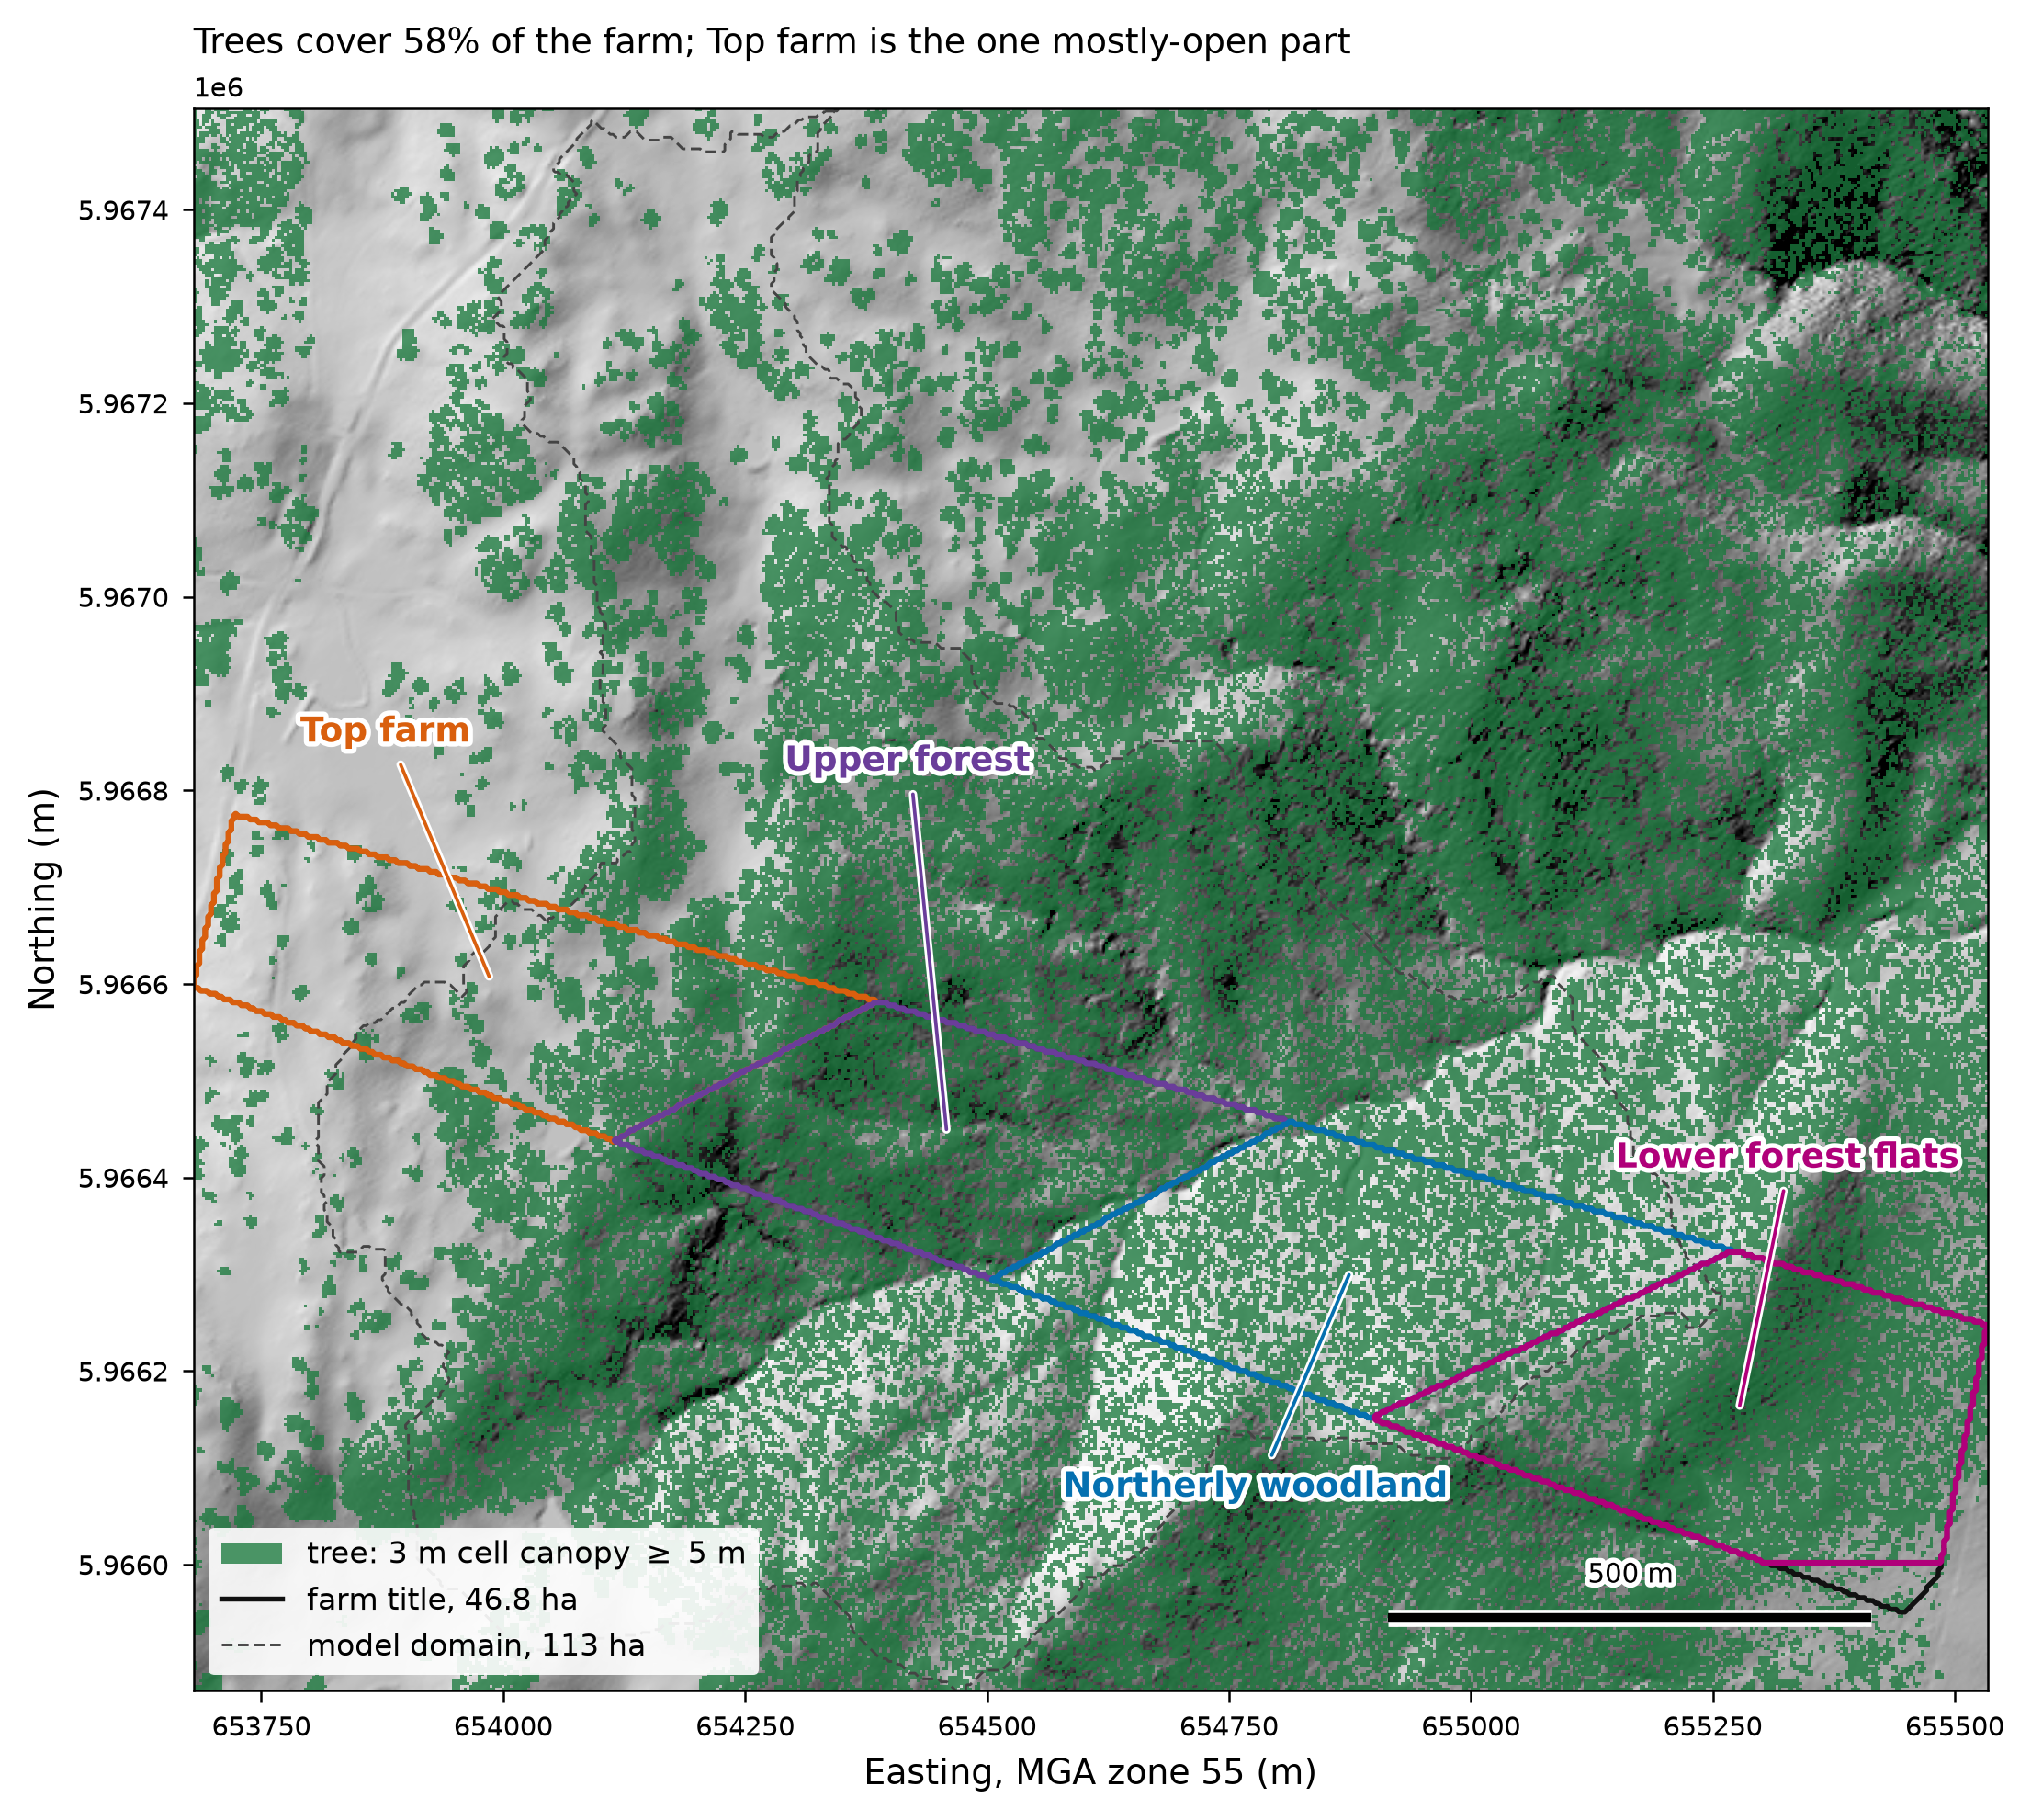 Trees cover 58% of the farm; Top farm is the one mostly-open part
1e6
5.9674
5.9672
5.9670
Top farm
Upper forest
5.9668
Northing (m)
5.9666
5.9664
Lower forest flats
5.9662
Northerly woodland
5.9660
tree: 3 m cell canopy ≥ 5 m
farm title, 46.8 ha
model domain, 113 ha
500 m
653750 654000 654250 654500 654750 655000 655250 655500
Easting, MGA zone 55 (m)